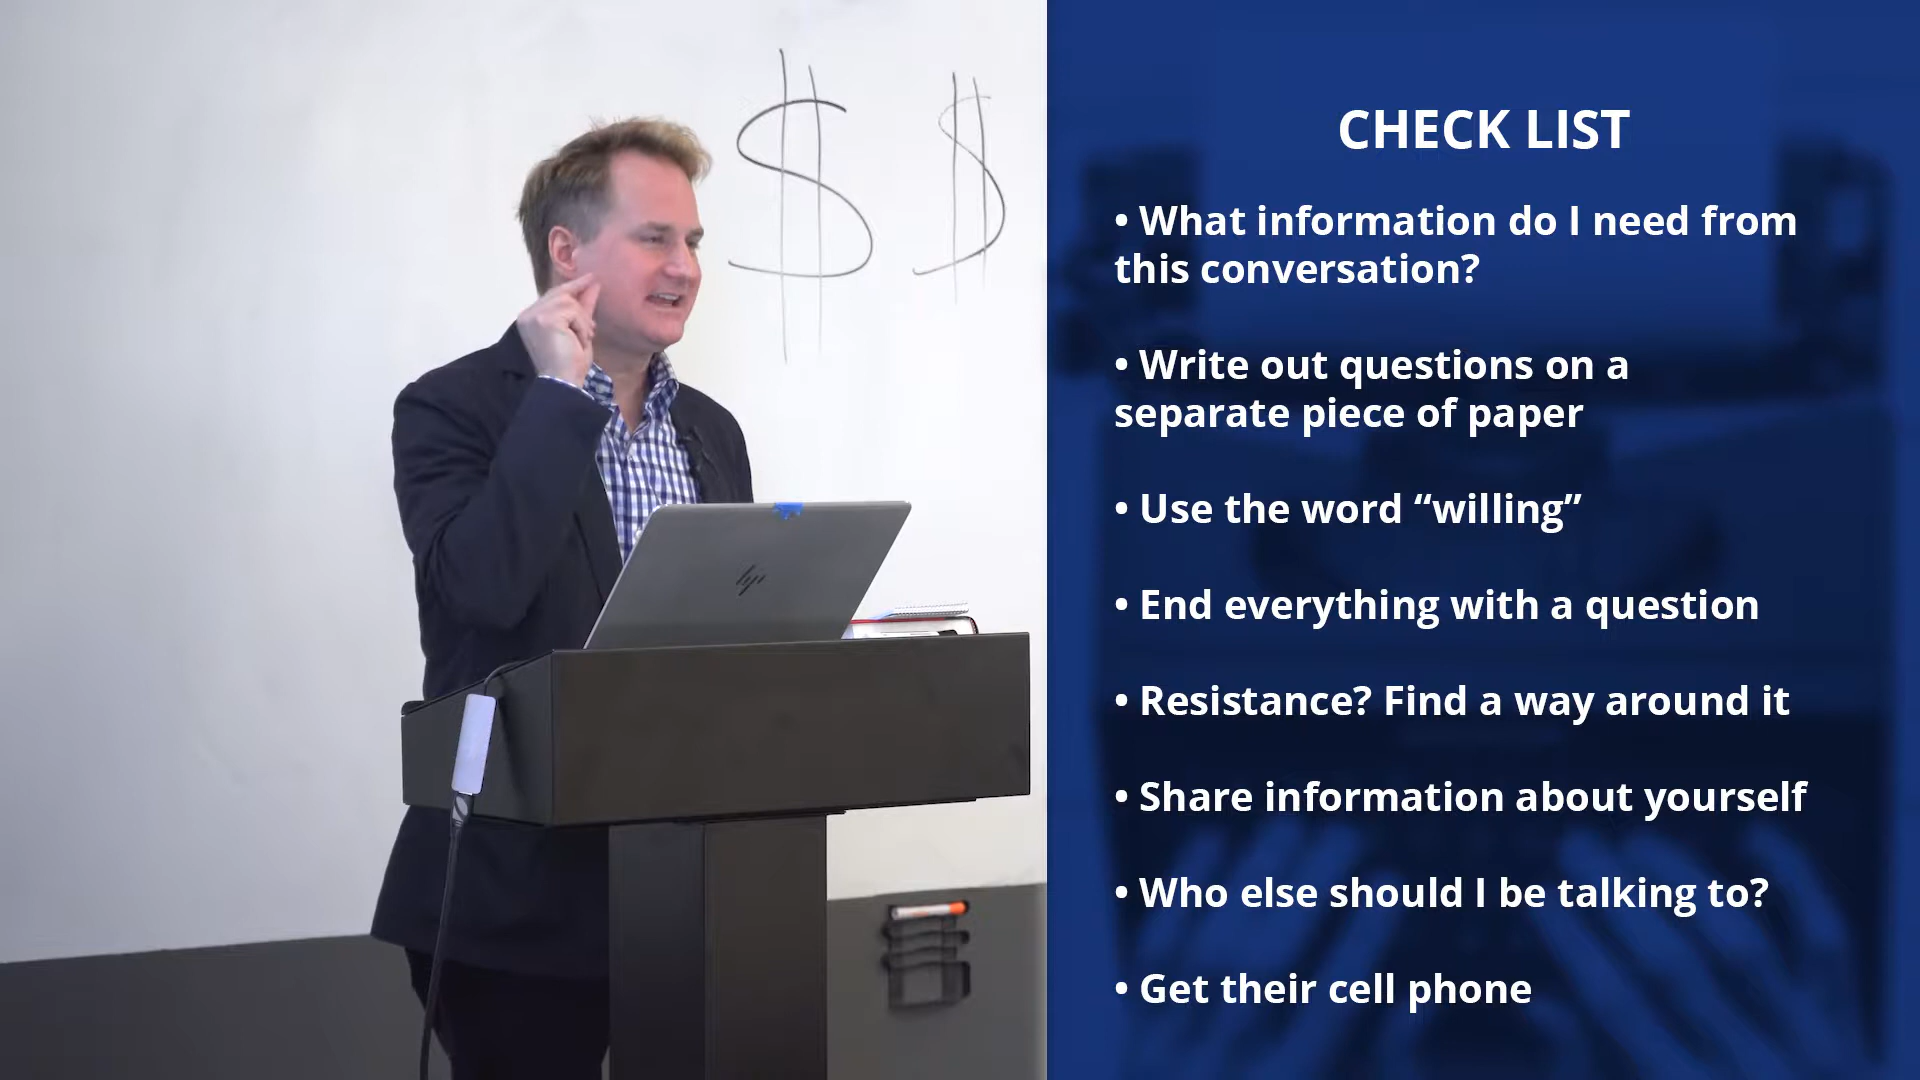 $ $
hp
CHECK LIST
• What information do I need from
this conversation?
• Write out questions on a
separate piece of paper
• Use the word “willing”
• End everything with a question
• Resistance? Find a way around it
• Share information about yourself
• Who else should I be talking to?
• Get their cell phone